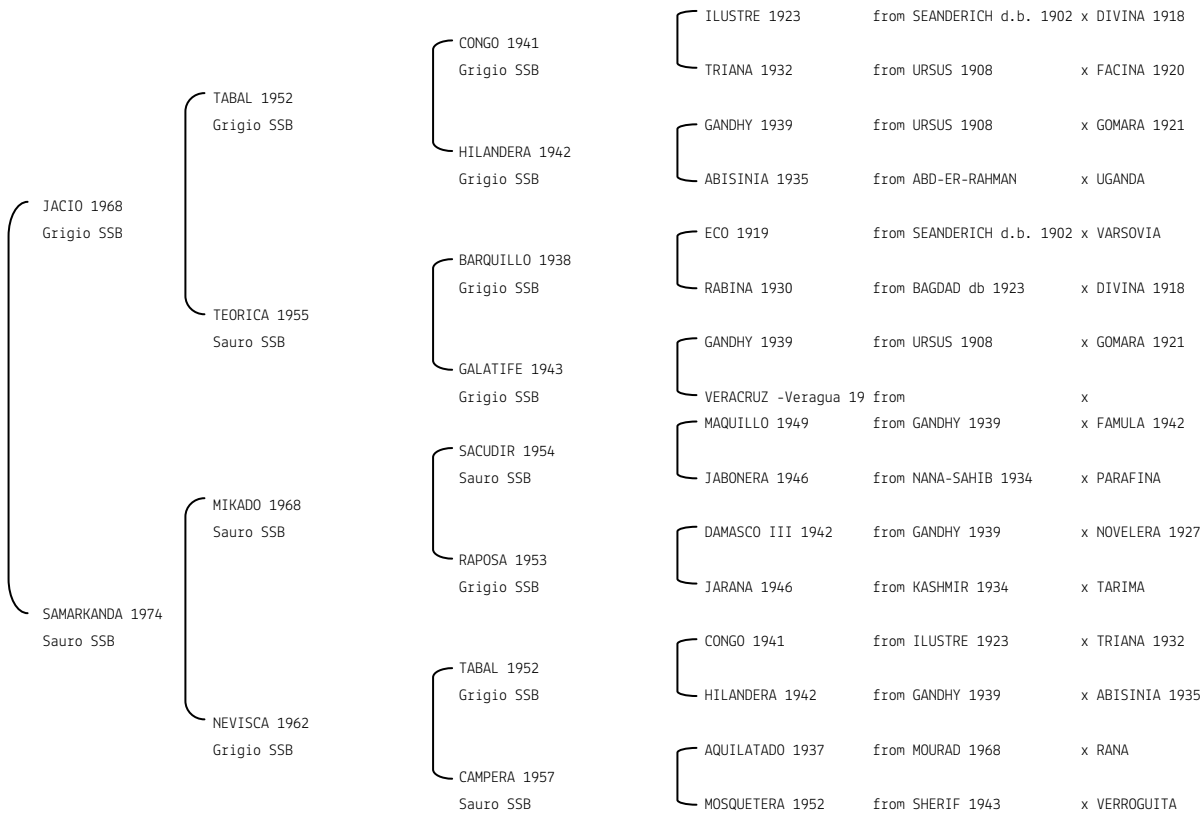 ILUSTRE 1923 from SEANDERICH d.b. 1902 x DIVINA 1918
CONGO 1941
Grigio SSB TRIANA 1932 from URSUS 1908 x FACINA 1920
TABAL 1952
Grigio SSB GANDHY 1939 from URSUS 1908 x GOMARA 1921
HILANDERA 1942
Grigio SSB ABISINIA 1935 from ABD-ER-RAHMAN x UGANDA
JACIO 1968
Grigio SSB ECO 1919 from SEANDERICH d.b. 1902 x VARSOVIA
BARQUILLO 1938
Grigio SSB RABINA 1930 from BAGDAD db 1923 x DIVINA 1918
TEORICA 1955
Sauro SSB GANDHY 1939 from URSUS 1908 x GOMARA 1921
GALATIFE 1943
Grigio SSB VERACRUZ -Veragua 19 from x
MAQUILLO 1949 from GANDHY 1939 x FAMULA 1942
SACUDIR 1954
Sauro SSB JABONERA 1946 from NANA-SAHIB 1934 x PARAFINA
MIKADO 1968
Sauro SSB DAMASCO III 1942 from GANDHY 1939 x NOVELERA 1927
RAPOSA 1953
Grigio SSB JARANA 1946 from KASHMIR 1934 x TARIMA
SAMARKANDA 1974
Sauro SSB CONGO 1941 from ILUSTRE 1923 x TRIANA 1932
TABAL 1952
Grigio SSB HILANDERA 1942 from GANDHY 1939 x ABISINIA 1935
NEVISCA 1962
Grigio SSB AQUILATADO 1937 from MOURAD 1968 x RANA
CAMPERA 1957
Sauro SSB MOSQUETERA 1952 from SHERIF 1943 x VERROGUITA